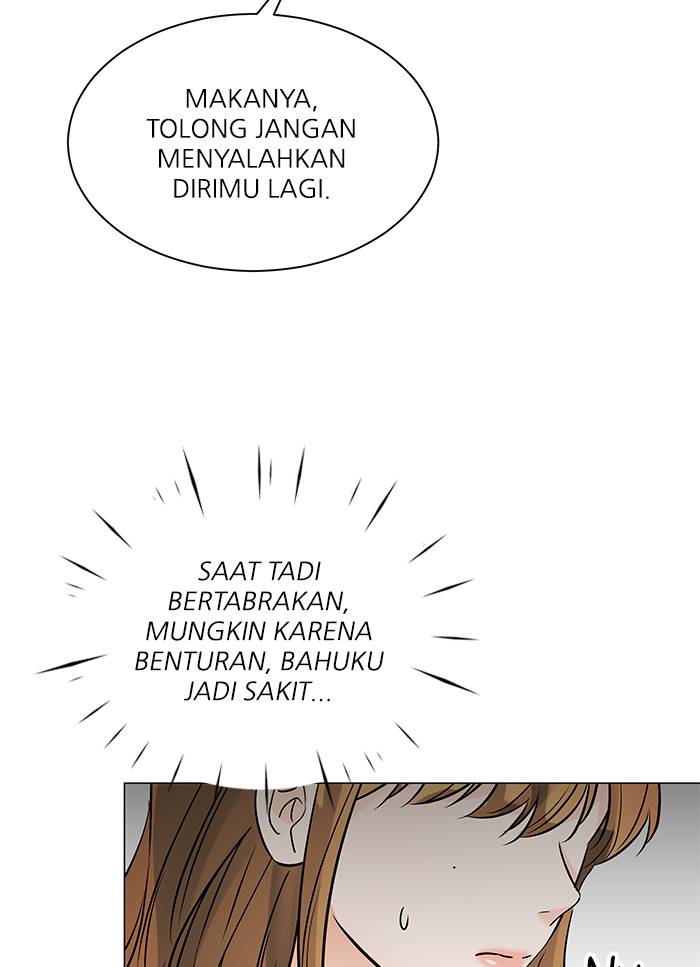 MAKANYA,
TOLONG JANGAN
MENYALAHKAN
DIRIMU LAGI.
SAAT TADI
BERTABRAKAN,
MUNGKIN KARENA
BENTURAN, BAHUKU
JADI SAKIT...